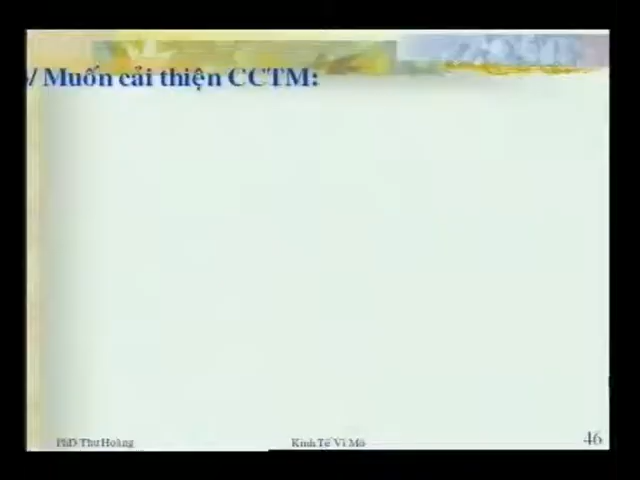 / Muốn cải thiện CCTM:
PhD Thu Hoàng
Kinh Tế Vĩ Mô
46